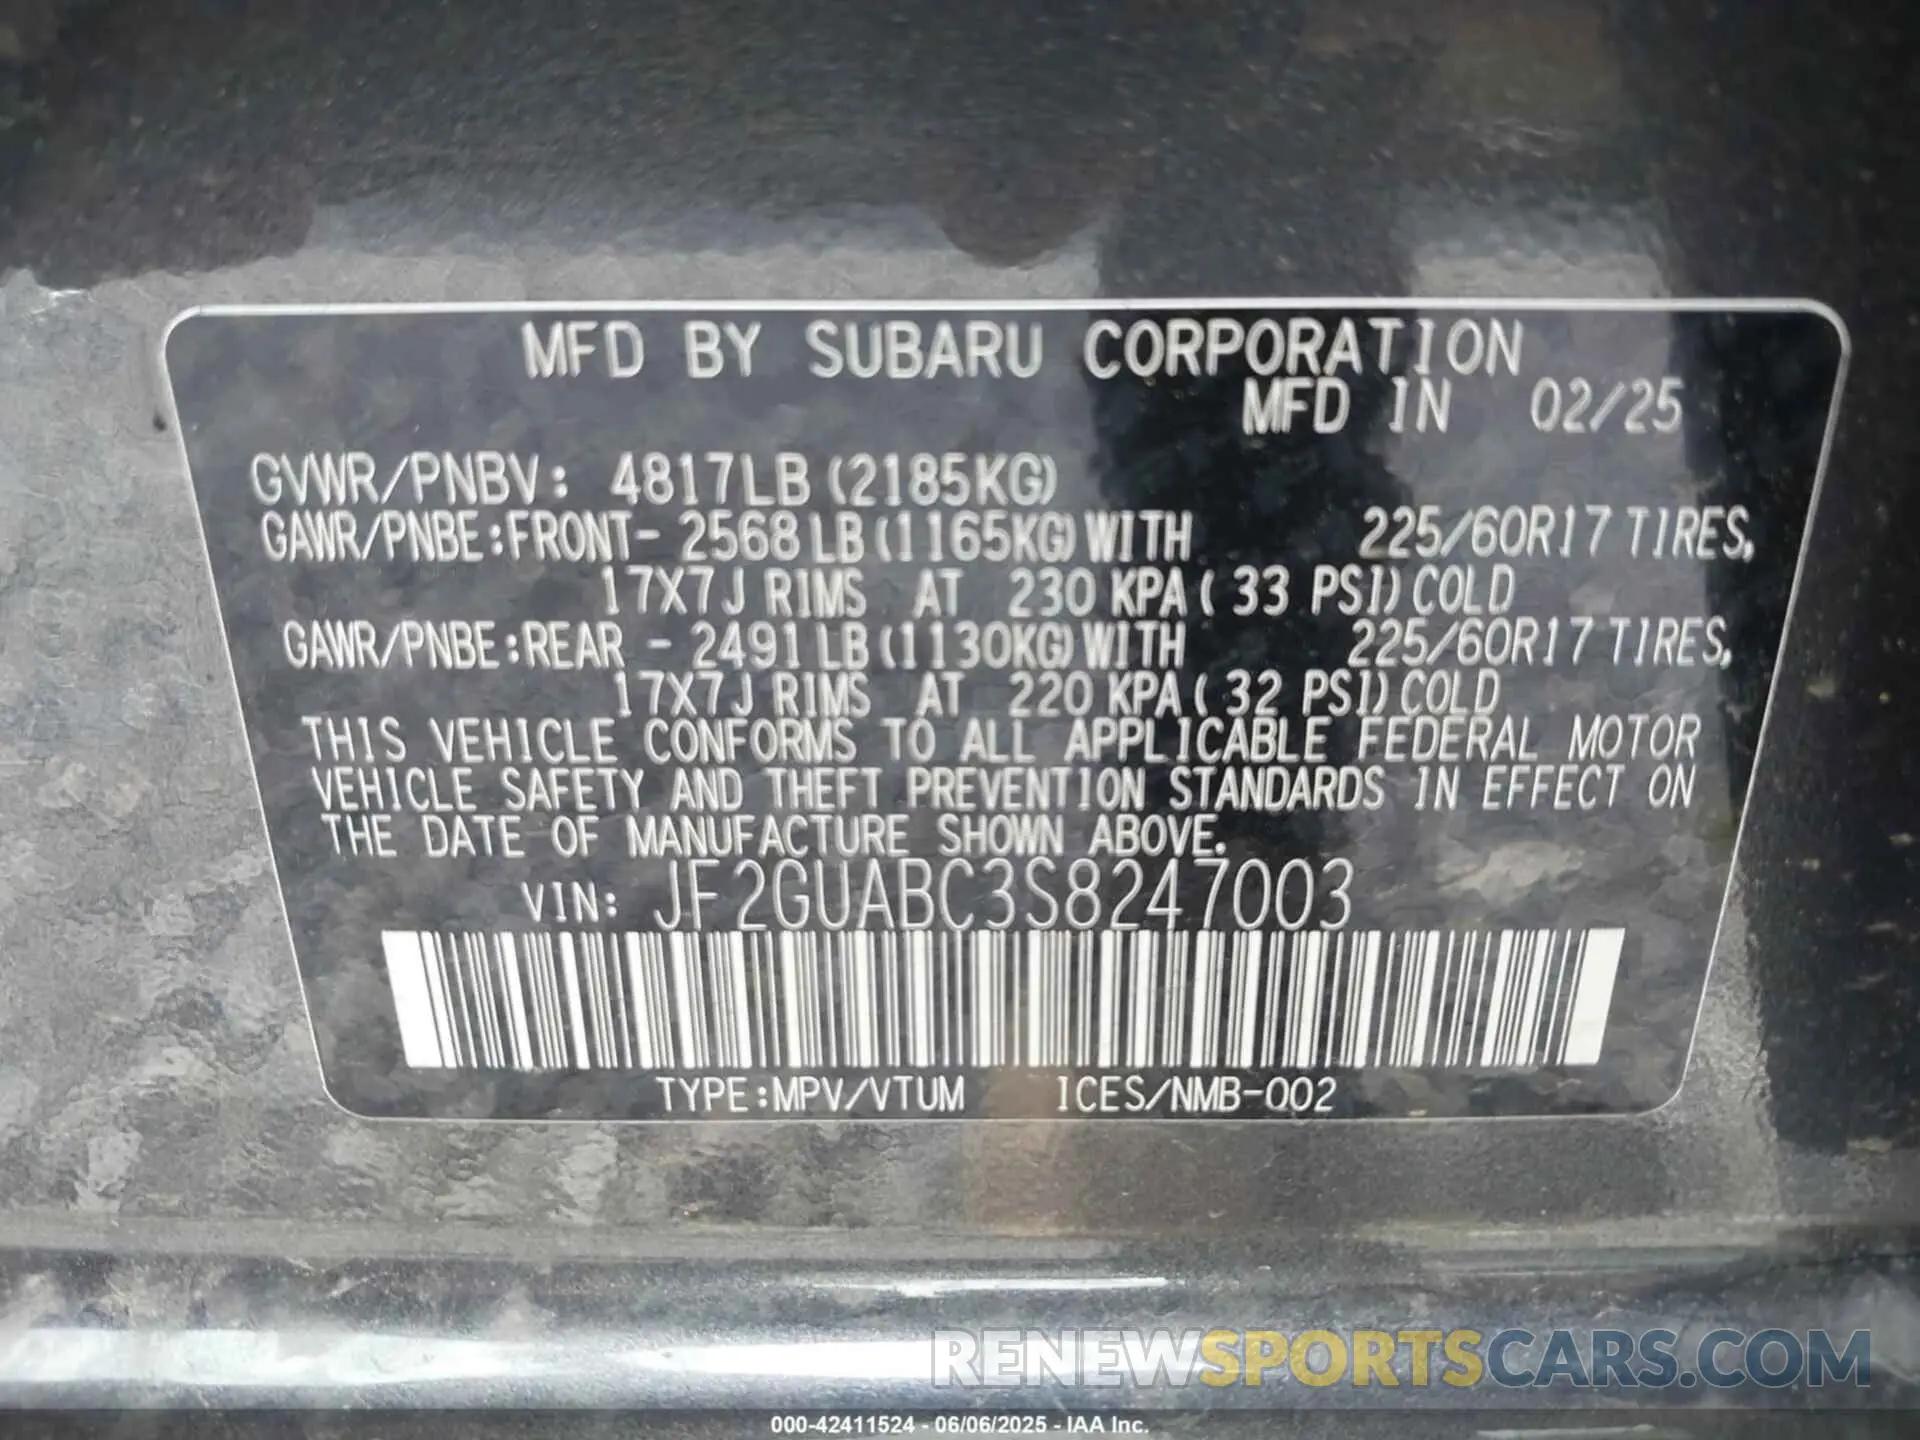 MFD BY SUBARU CORPORATION
MFD IN 02/25
GVWR/PNBV: 4817LB(2185KG)
GAWR/PNBE:FRONT- 2568LB(1165KG)WITH 225/60R17 TIRES,
17X7J RIMS AT 230 KPA( 33 PSI)COLD
GAWR/PNBE:REAR - 2491LB(1130KG)WITH 225/60R17 TIRES,
17X7J RIMS AT 220 KPA( 32 PSI)COLD
THIS VEHICLE CONFORMS TO ALL APPLICABLE FEDERAL MOTOR
VEHICLE SAFETY AND THEFT PREVENTION STANDARDS IN EFFECT ON
THE DATE OF MANUFACTURE SHOWN ABOVE.
VIN: JF2GUABC3S8247003
TYPE:MPV/VTUM ICES/NMB-002
RENEWSPORTSCARS.COM
000-42411524 - 06/06/2025 - IAA Inc.